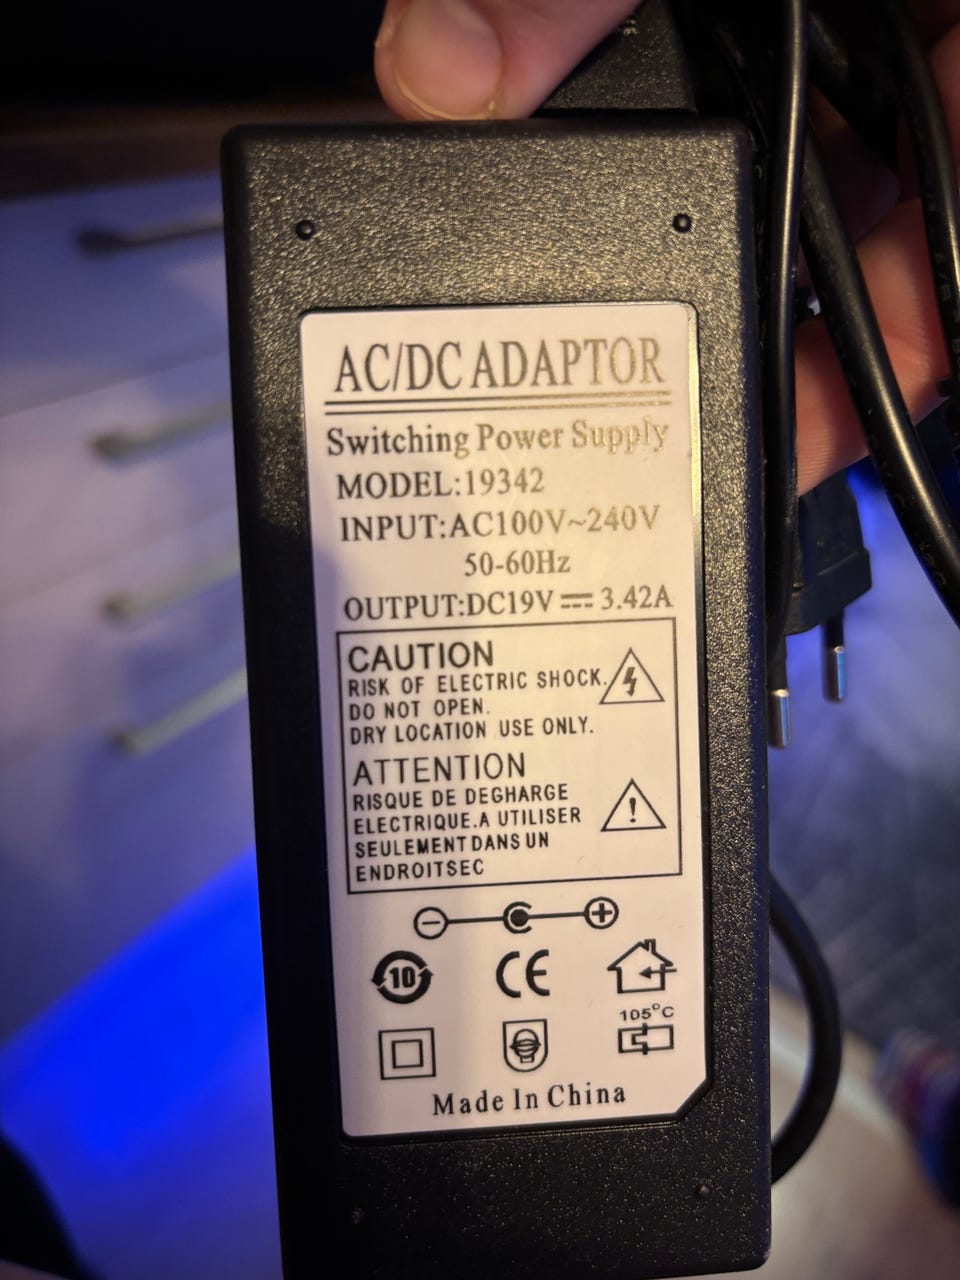 AC/DC ADAPTOR
Switching Power Supply
MODEL:19342
INPUT:AC100V~240V
50-60Hz
OUTPUT:DC19V ⎓ 3.42A
CAUTION
RISK OF ELECTRIC SHOCK.
DO NOT OPEN.
DRY LOCATION USE ONLY.
ATTENTION
RISQUE DE DEGHARGE
ELECTRIQUE.A UTILISER
SEULEMENT DANS UN
ENDROITSEC
10
CE
105°C
Made In China